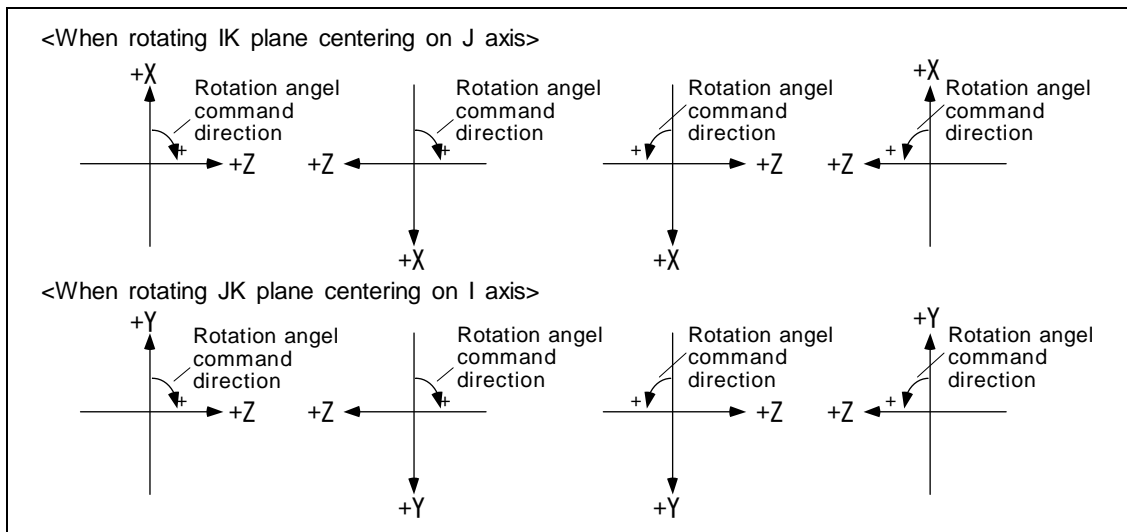 <When rotating IK plane centering on J axis>
+X
Rotation angel
command
direction
+
+Z
Rotation angel
command
direction
+
+Z
+X
Rotation angel
command
direction
+
+Z
+X
+X
Rotation angel
command
direction
+
+Z
<When rotating JK plane centering on I axis>
+Y
Rotation angel
command
direction
+
+Z
Rotation angel
command
direction
+
+Z
+Y
Rotation angel
command
direction
+
+Z
+Y
+Y
Rotation angel
command
direction
+
+Z